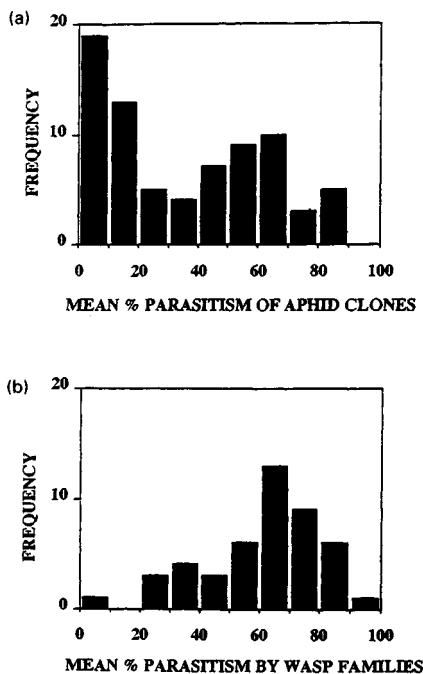 (a)
20
10
0
FREQUENCY
0 20 40 60 80 100
MEAN % PARASITISM OF APHID CLONES
(b)
20
10
0
FREQUENCY
0 20 40 60 80 100
MEAN % PARASITISM BY WASP FAMILIES